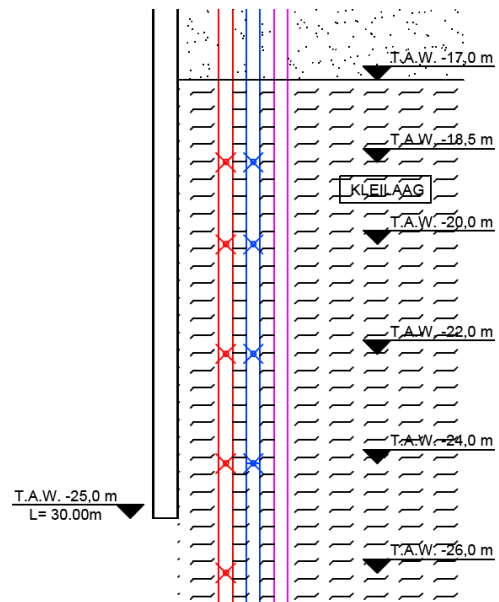 T.A.W. -17,0 m
T.A.W. -18,5 m
KLEILAAG
T.A.W. -20,0 m
T.A.W. -22,0 m
T.A.W. -24,0 m
T.A.W. -25,0 m
L= 30.00m
T.A.W. -26,0 m